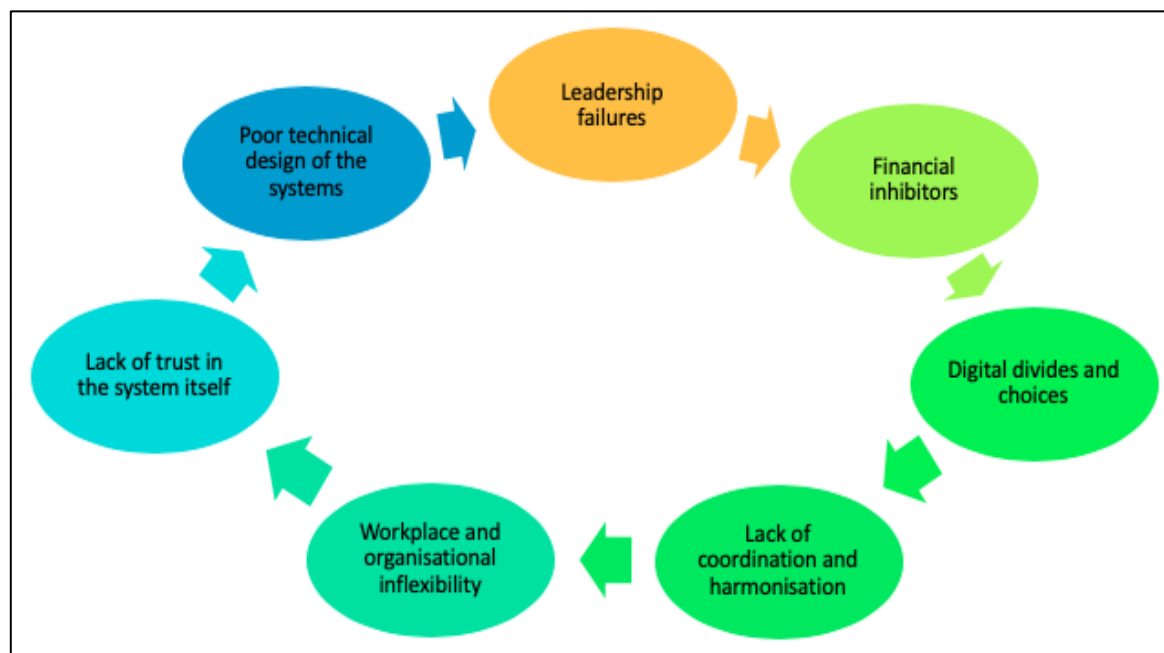 Leadership
failures
Financial
inhibitors
Digital divides and
choices
Lack of
coordination and
harmonisation
Workplace and
organisational
inflexibility
Lack of trust in
the system itself
Poor technical
design of the
systems